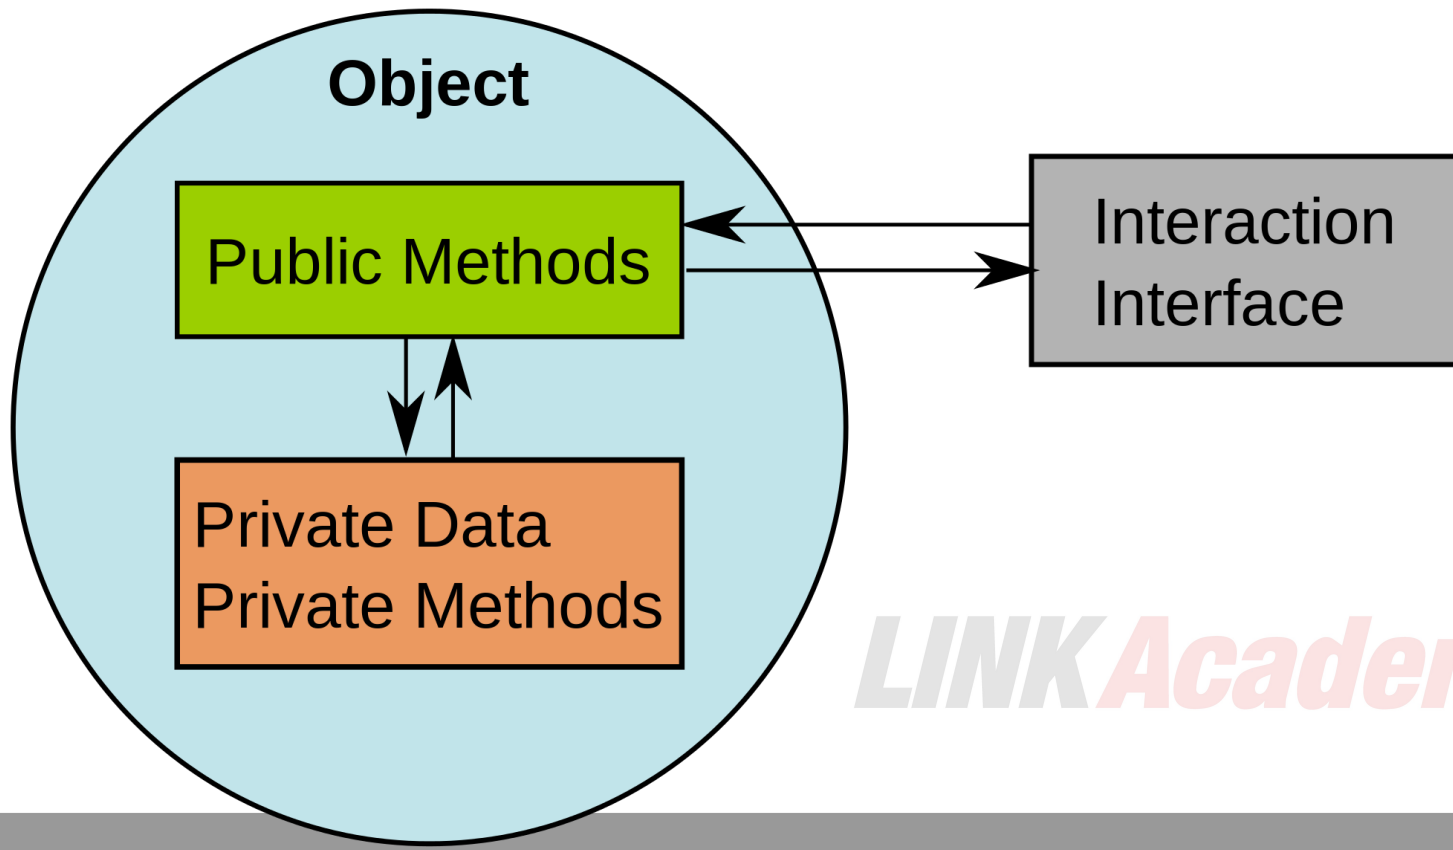 Object
Public Methods
Interaction
Interface
Private Data
Private Methods
LINK